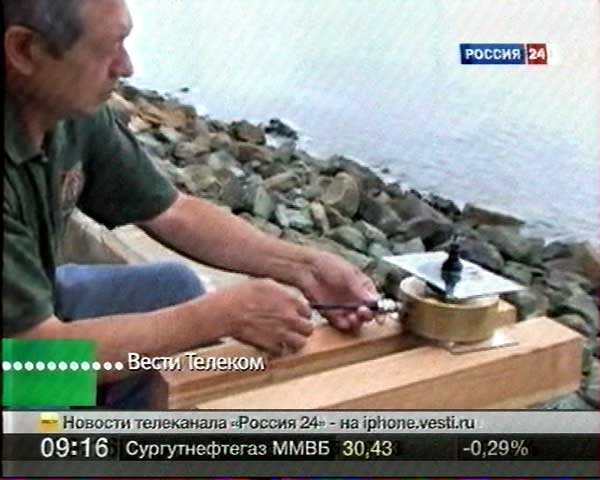 РОССИЯ 24
Вести Телеком
ВЕСТИ Новости телеканала «Россия 24» - на iphone.vesti.ru
09:16 Сургутнефтегаз ММВБ 30,43 -0,29%